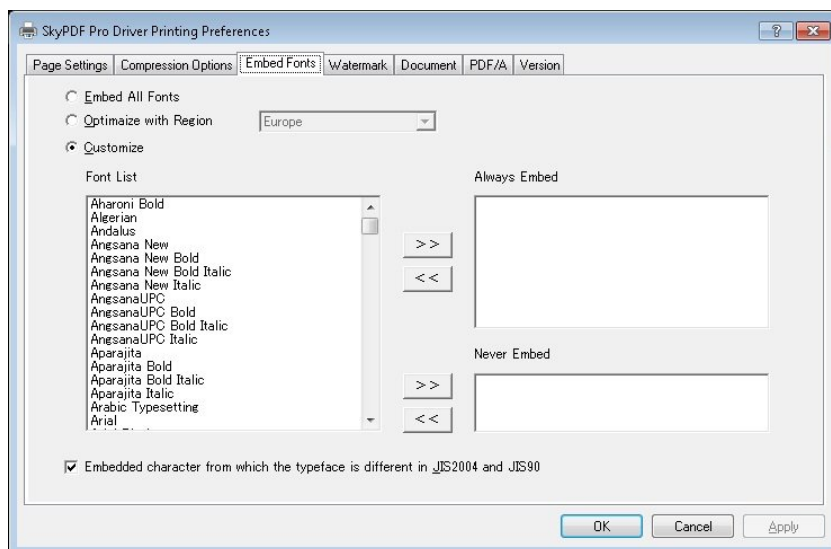 SkyPDF Pro Driver Printing Preferences
Page Settings Compression Options Embed Fonts Watermark Document PDF/A Version
Embed All Fonts
Optimaize with Region Europe
Customize
Font List
Always Embed
Aharoni Bold
Algerian
Andalus
Angsana New
Angsana New Bold
Angsana New Bold Italic
Angsana New Italic
AngsanaUPC
AngsanaUPC Bold
AngsanaUPC Bold Italic
AngsanaUPC Italic
Aparajita
Aparajita Bold
Aparajita Bold Italic
Aparajita Italic
Arabic Typesetting
Arial
>>
<<
Never Embed
>>
<<
Embedded character from which the typeface is different in JIS2004 and JIS90
OK Cancel Apply